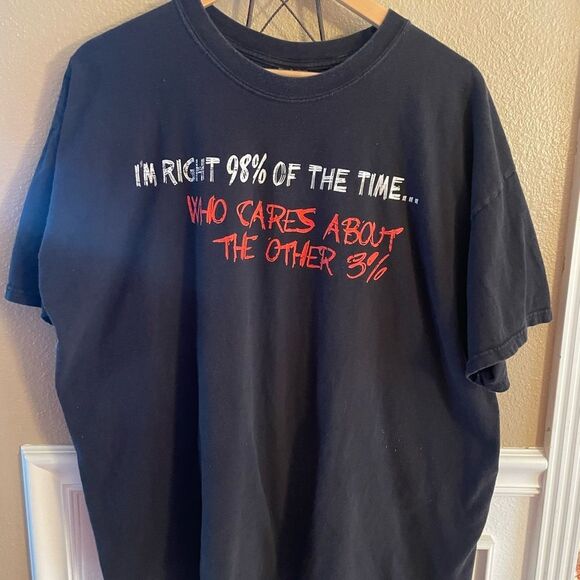 I'M RIGHT 98% OF THE TIME...
WHO CARES ABOUT
THE OTHER 3%